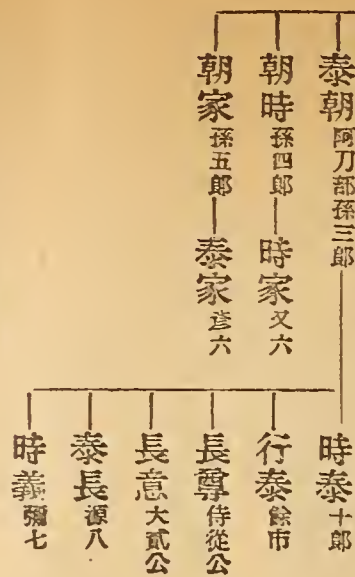 泰朝 阿刀部孫三郎
時泰 十郎
行泰 餘市
長尊 侍從公
長意 大貳公
泰長 源八
時義 彌七
朝時 孫四郎
時家 又六
朝家 孫五郎
泰家 彦六